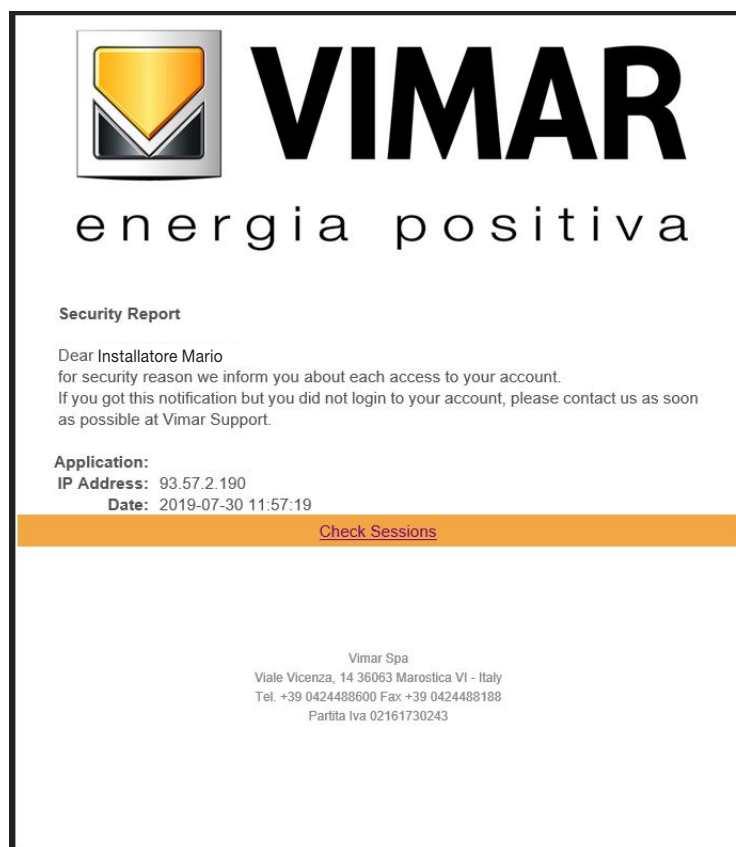 VIMAR
energia positiva
Security Report
Dear Installatore Mario
for security reason we inform you about each access to your account.
If you got this notification but you did not login to your account, please contact us as soon
as possible at Vimar Support.
Application:
IP Address: 93.57.2.190
Date: 2019-07-30 11:57:19
Check Sessions
Vimar Spa
Viale Vicenza, 14 36063 Marostica VI - Italy
Tel. +39 0424488600 Fax +39 0424488188
Partita Iva 02161730243